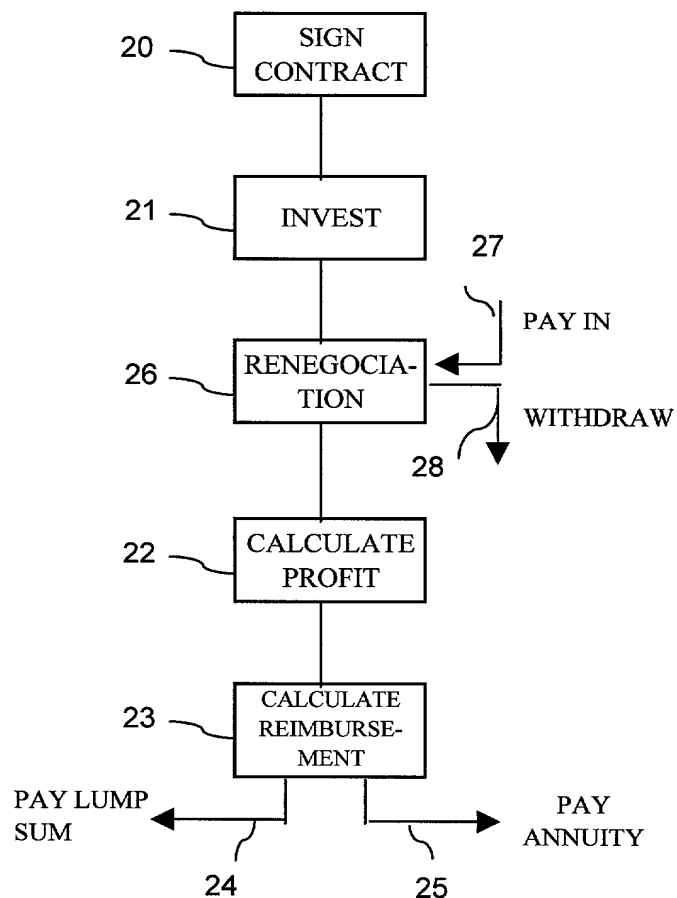 20
SIGN
CONTRACT
21
INVEST
27
PAY IN
26
RENEGOCIA-
TION
WITHDRAW
28
22
CALCULATE
PROFIT
23
CALCULATE
REIMBURSE-
MENT
PAY LUMP
SUM
PAY
ANNUITY
24
25